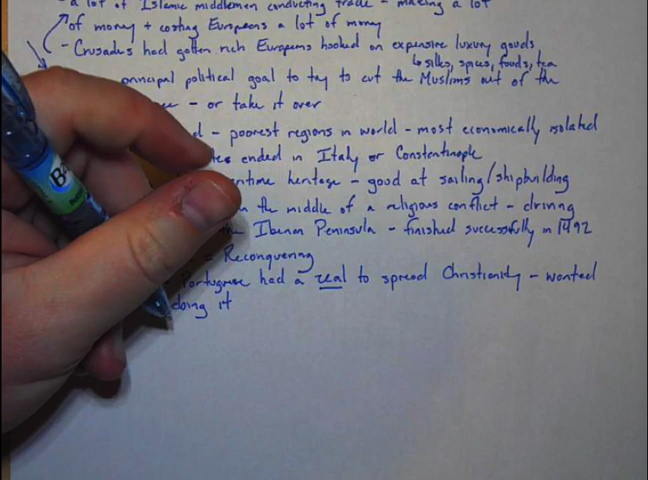 - a lot of Islamic middlemen conducting trade - making a lot
of money + costing Europeans a lot of money
- Crusades had gotten rich Europeans hooked on expensive luxury goods
↳ silks, spices, foods, tea
principal political goal to try to cut the Muslims out of the
- or take it over
- poorest regions in world - most economically isolated
ended in Italy or Constantinople
heritage - good at sailing/shipbuilding
the middle of a religious conflict - driving
the Iberian Peninsula - finished successfully in 1492
= Reconquering
Portuguese had a zeal to spread Christianity - wanted
doing it